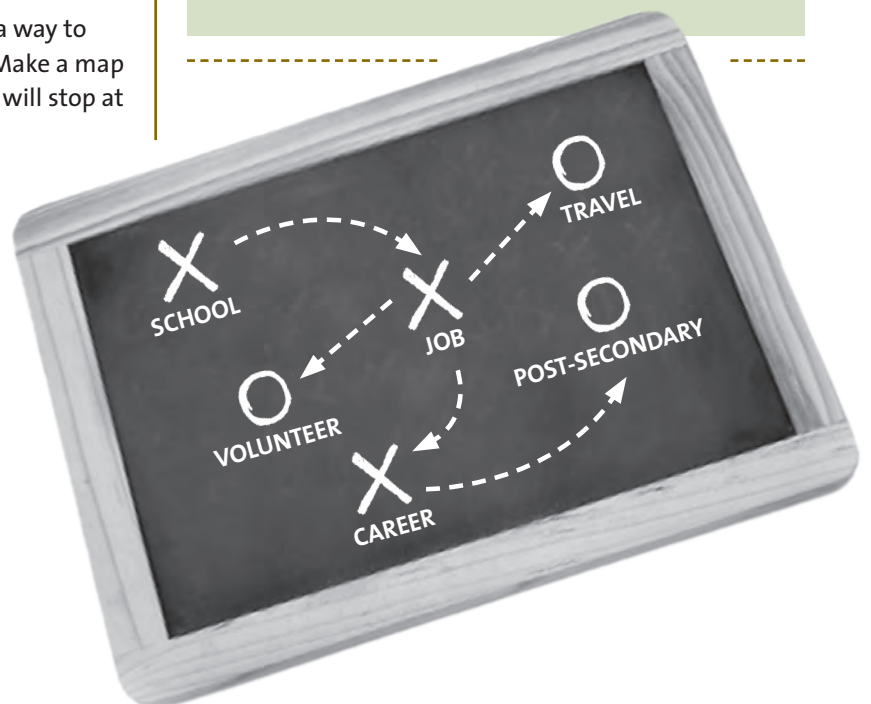 a way to
Make a map
will stop at
TRAVEL
SCHOOL
JOB
POST-SECONDARY
VOLUNTEER
CAREER